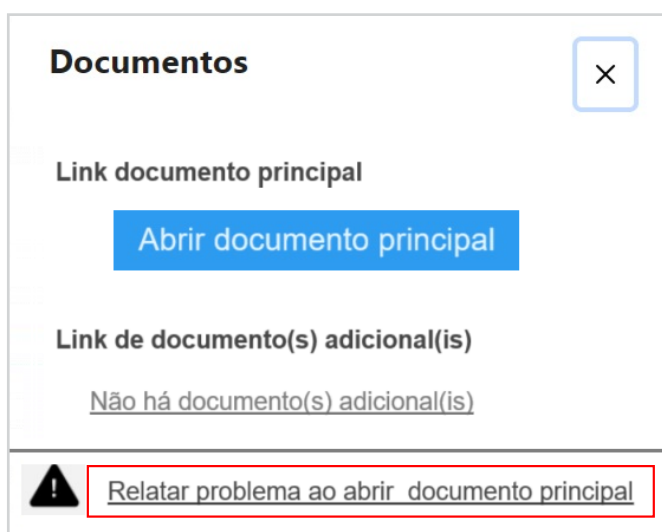 Documentos
Link documento principal
Abrir documento principal
Link de documento(s) adicional(is)
Não há documento(s) adicional(is)
Relatar problema ao abrir documento principal